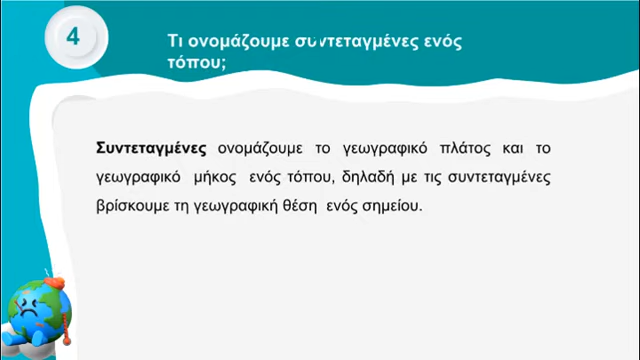 4
Τι ονομάζουμε συντεταγμένες ενός
τόπου;
Συντεταγμένες ονομάζουμε το γεωγραφικό πλάτος και το
γεωγραφικό μήκος ενός τόπου, δηλαδή με τις συντεταγμένες
βρίσκουμε τη γεωγραφική θέση ενός σημείου.